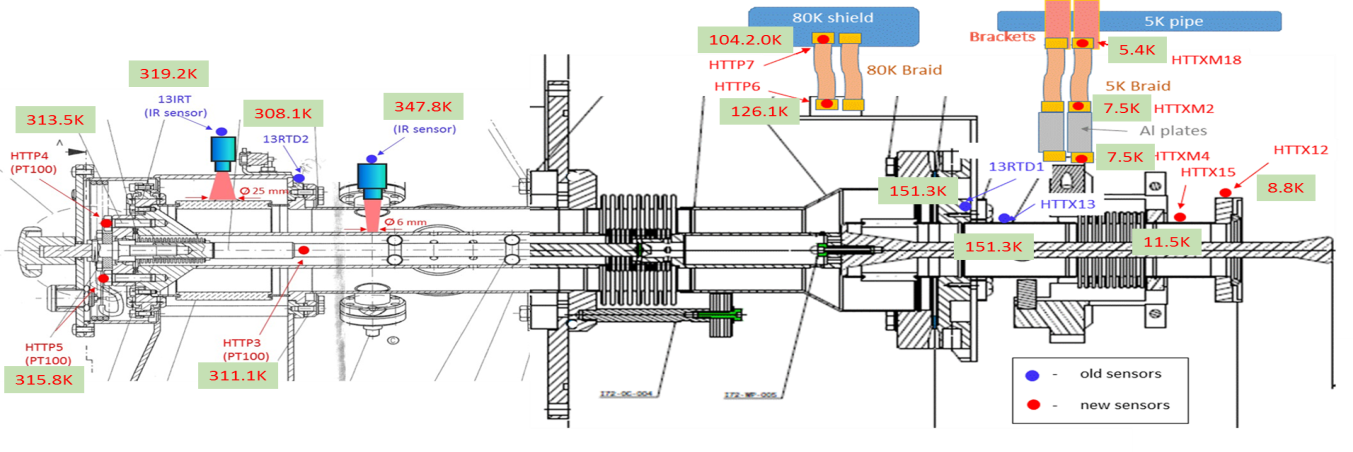 80K shield
5K pipe
104.2.0K
Brackets
5.4K
HTTXM18
HTTP7
80K Braid
319.2K
5K Braid
HTTP6
347.8K
13IRT
(IR sensor)
308.1K
126.1K
7.5K
HTTXM2
313.5K
(IR sensor)
Al plates
13RTD2
A
HTTP4
(PT100)
7.5K
HTTXM4
HTTX12
13RTD1
HTTX15
Ø 25 mm
151.3K
8.8K
HTTX13
Ø 6 mm
151.3K
11.5K
HTTP5
(PT100)
HTTP3
(PT100)
C
315.8K
311.1K
old sensors
new sensors
I72-OC-004
I72-WP-005